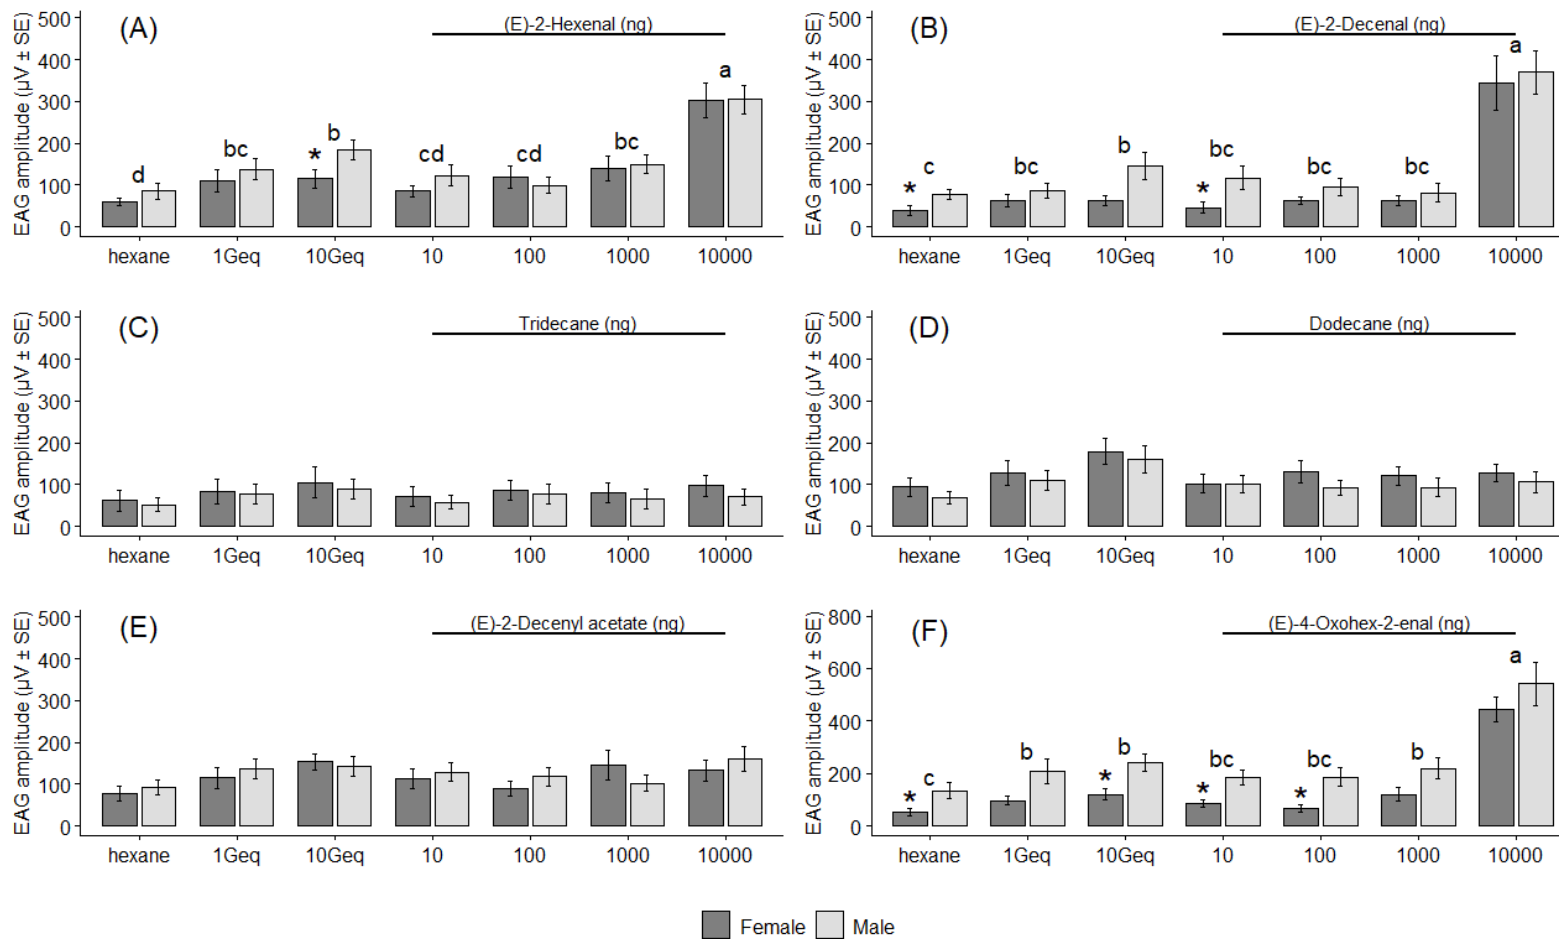 (A)
(E)-2-Hexenal (ng)
EAG amplitude (µV ± SE)
500
400
300
200
100
0
d
bc
*
b
cd
cd
bc
a
hexane
1Geq
10Geq
10
100
1000
10000
(B)
(E)-2-Decenal (ng)
EAG amplitude (µV ± SE)
500
400
300
200
100
0
*
c
bc
b
*
bc
bc
bc
a
hexane
1Geq
10Geq
10
100
1000
10000
(C)
Tridecane (ng)
EAG amplitude (µV ± SE)
500
400
300
200
100
0
hexane
1Geq
10Geq
10
100
1000
10000
(D)
Dodecane (ng)
EAG amplitude (µV ± SE)
500
400
300
200
100
0
hexane
1Geq
10Geq
10
100
1000
10000
(E)
(E)-2-Decenyl acetate (ng)
EAG amplitude (µV ± SE)
500
400
300
200
100
0
hexane
1Geq
10Geq
10
100
1000
10000
(F)
(E)-4-Oxohex-2-enal (ng)
EAG amplitude (µV ± SE)
800
600
400
200
0
*
c
b
*
b
*
bc
*
bc
b
a
hexane
1Geq
10Geq
10
100
1000
10000
Female
Male